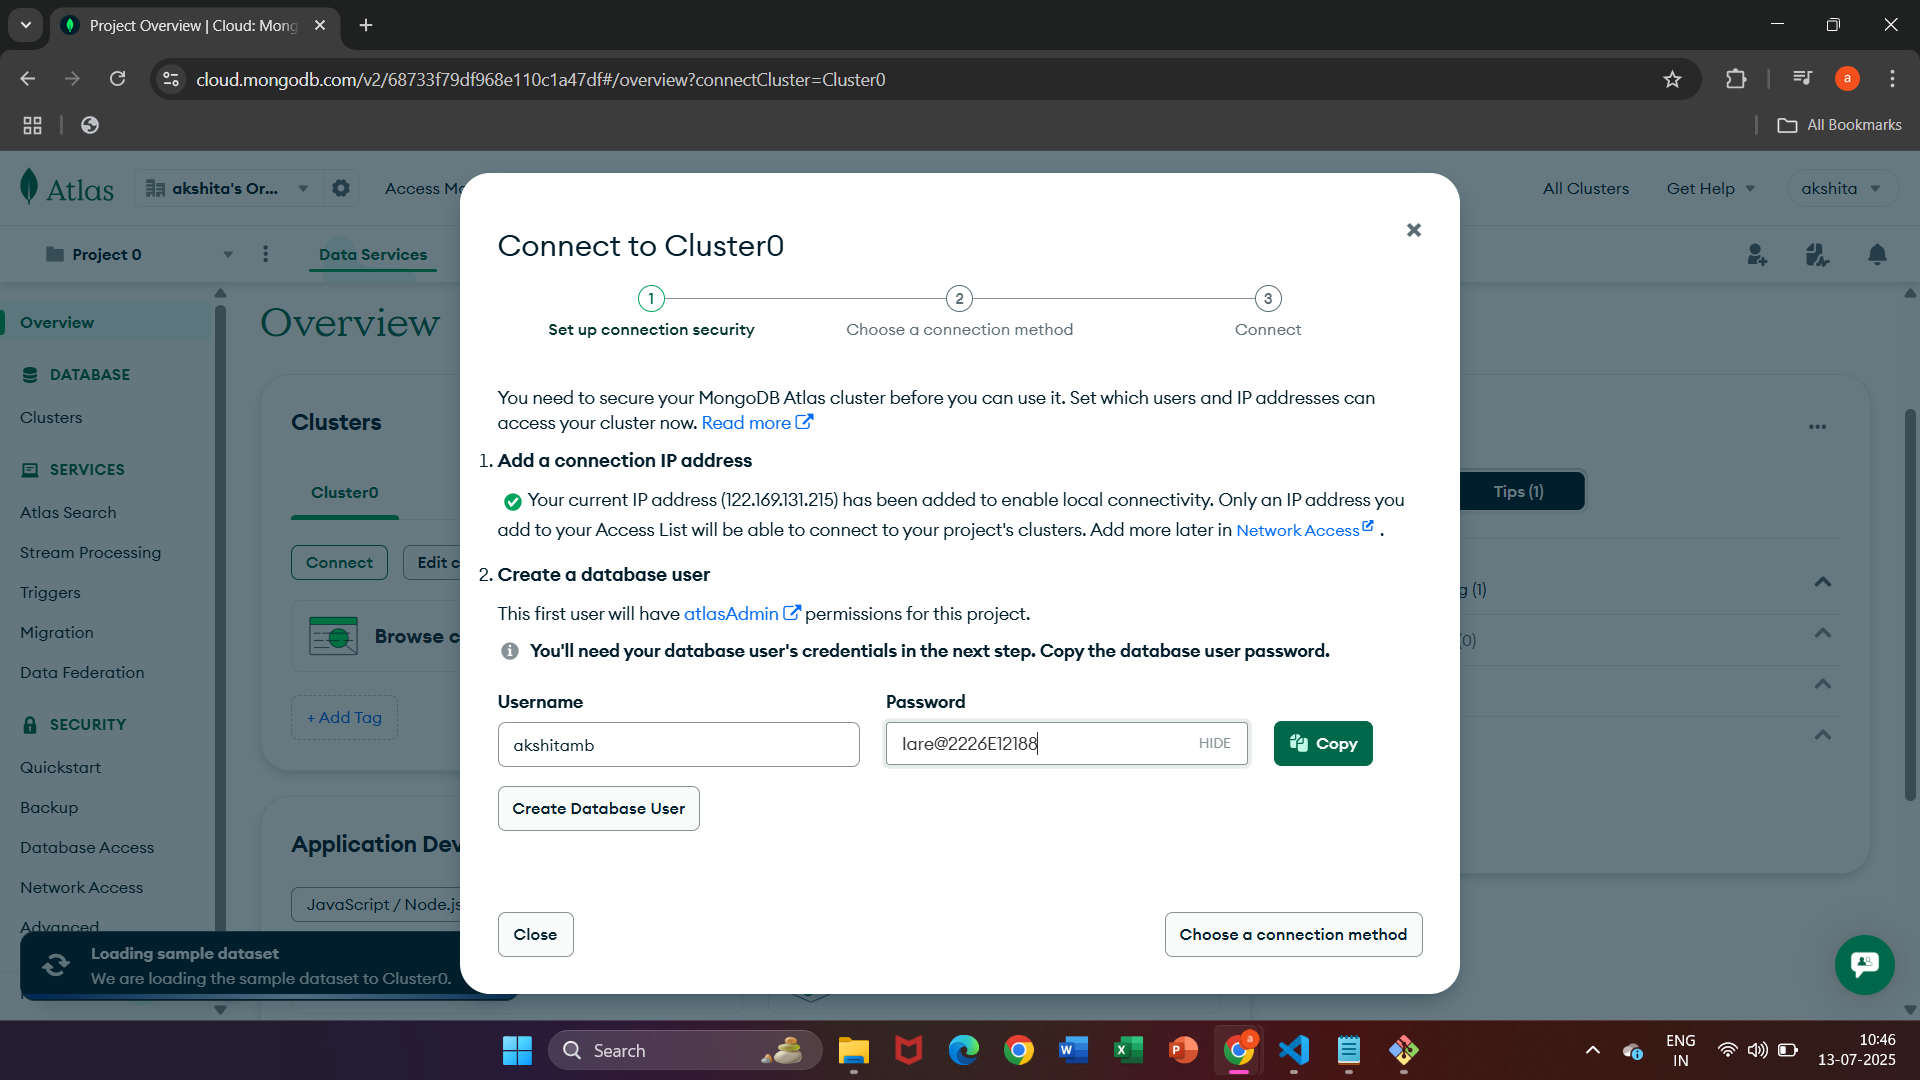 Project Overview | Cloud: Mong
cloud.mongodb.com/v2/68733f79df968e110c1a47df#/overview?connectCluster=Cluster0
a
All Bookmarks
Atlas
akshita's Or...
Access M
All Clusters
Get Help
akshita
Project 0
Data Services
Overview
DATABASE
Clusters
SERVICES
Atlas Search
Stream Processing
Triggers
Migration
Data Federation
SECURITY
Quickstart
Backup
Database Access
Network Access
Advanced
Overview
Clusters
Cluster0
Connect
Edit c
Browse c
+ Add Tag
Application Dev
JavaScript / Node.js
Loading sample dataset
We are loading the sample dataset to Cluster0.
Tips (1)
g (1)
(0)
Connect to Cluster0
1
2
3
Set up connection security
Choose a connection method
Connect
You need to secure your MongoDB Atlas cluster before you can use it. Set which users and IP addresses can
access your cluster now. Read more
1. Add a connection IP address
Your current IP address (122.169.131.215) has been added to enable local connectivity. Only an IP address you
add to your Access List will be able to connect to your project's clusters. Add more later in Network Access .
2. Create a database user
This first user will have atlasAdmin permissions for this project.
You'll need your database user's credentials in the next step. Copy the database user password.
Username
Password
akshitamb
Iare@2226E12188
HIDE
Copy
Create Database User
Close
Choose a connection method
Search
ENG
IN
10:46
13-07-2025